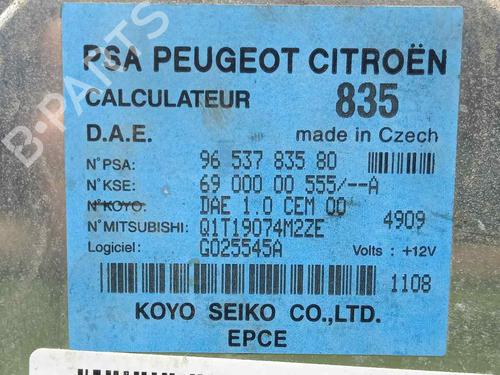 PSA PEUGEOT CITROËN
CALCULATEUR 835
D.A.E. made in Czech
N°PSA: 96 537 835 80
N°KSE: 69 000 00 555/--A
N°KOYO: DAE 1.0 CEM 00
N°MITSUBISHI: Q1T19074M2ZE 4909
Logiciel: G025545A Volts : +12V
1108
KOYO SEIKO CO.,LTD.
EPCE
B-PARTS